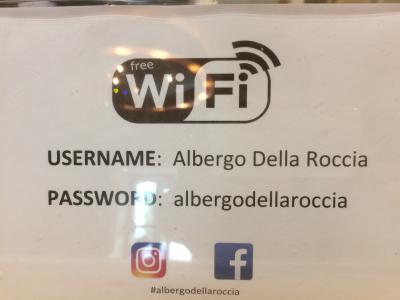 free
WiFi
USERNAME: Albergo Della Roccia
PASSWORD: albergodellaroccia
#albergodellaroccia